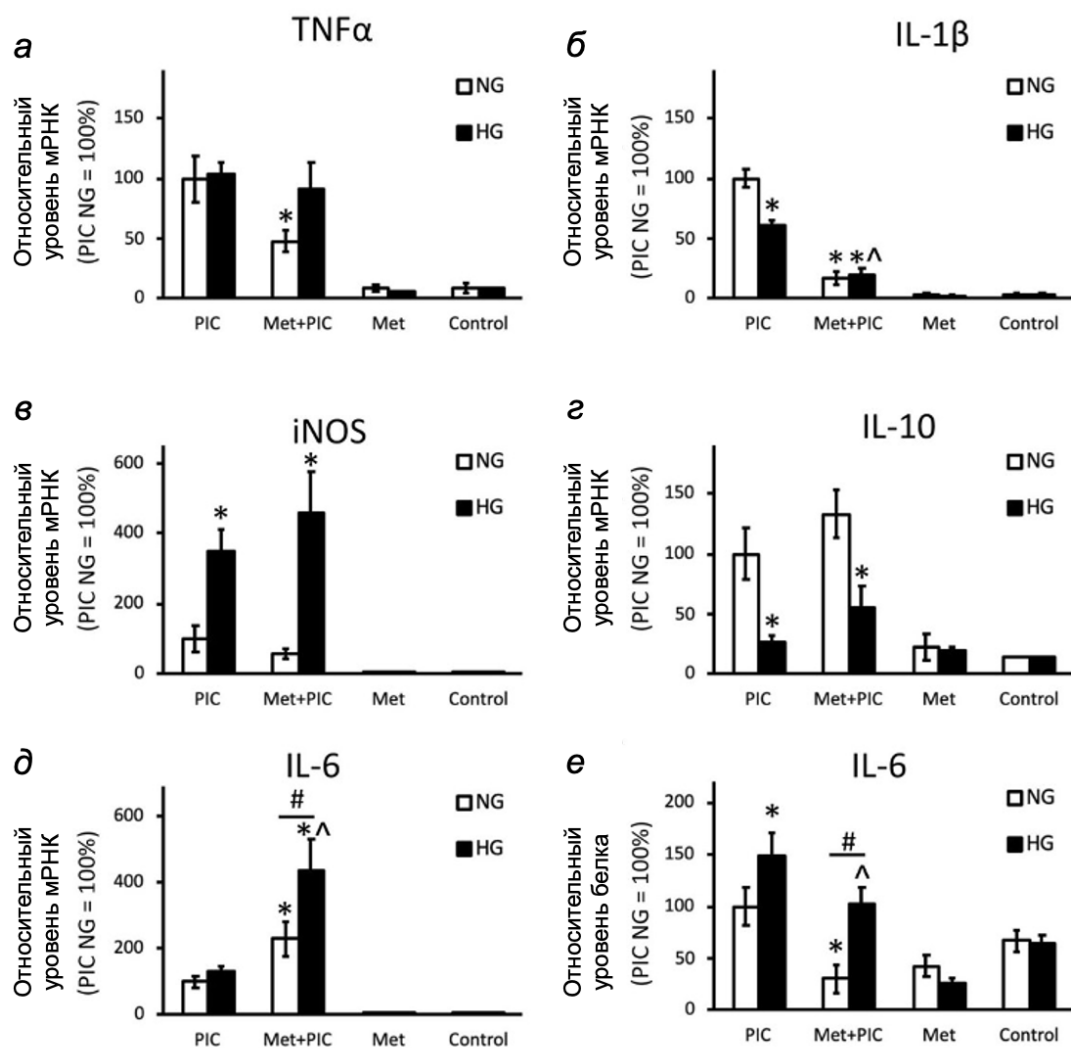 а
TNFα
Относительный
уровень мРНК
(PIC NG = 100%)
150
100
50
0
NG
HG
*
PIC
Met+PIC
Met
Control
б
IL-1β
Относительный
уровень мРНК
(PIC NG = 100%)
150
100
50
0
NG
HG
*
* *^
PIC
Met+PIC
Met
Control
в
iNOS
Относительный
уровень мРНК
(PIC NG = 100%)
600
400
200
0
NG
HG
*
*
PIC
Met+PIC
Met
Control
г
IL-10
Относительный
уровень мРНК
(PIC NG = 100%)
150
100
50
0
NG
HG
*
*
PIC
Met+PIC
Met
Control
д
IL-6
Относительный
уровень мРНК
(PIC NG = 100%)
600
400
200
0
NG
HG
#
*^
*
PIC
Met+PIC
Met
Control
е
IL-6
Относительный
уровень белка
(PIC NG = 100%)
200
150
100
50
0
NG
HG
*
#
^
*
PIC
Met+PIC
Met
Control